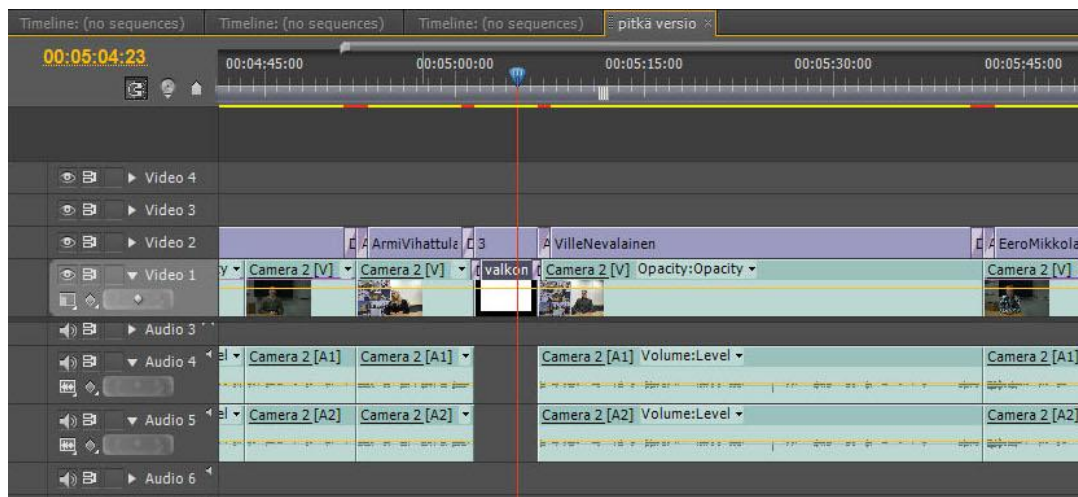 Timeline: (no sequences) Timeline: (no sequences) Timeline: (no sequences) pitkä versio ×
00:05:04:23
00:04:45:00 00:05:00:00 00:05:15:00 00:05:30:00 00:05:45:00
Video 4
Video 3
Video 2 A ArmiVihattula 3 A VilleNevalainen A EeroMikkola
Video 1 Camera 2 [V] Camera 2 [V] valkon Camera 2 [V] Opacity:Opacity Camera 2 [V]
Audio 3
Audio 4 Camera 2 [A1] Camera 2 [A1] Camera 2 [A1] Volume:Level Camera 2 [A1]
Audio 5 Camera 2 [A2] Camera 2 [A2] Camera 2 [A2] Volume:Level Camera 2 [A2]
Audio 6